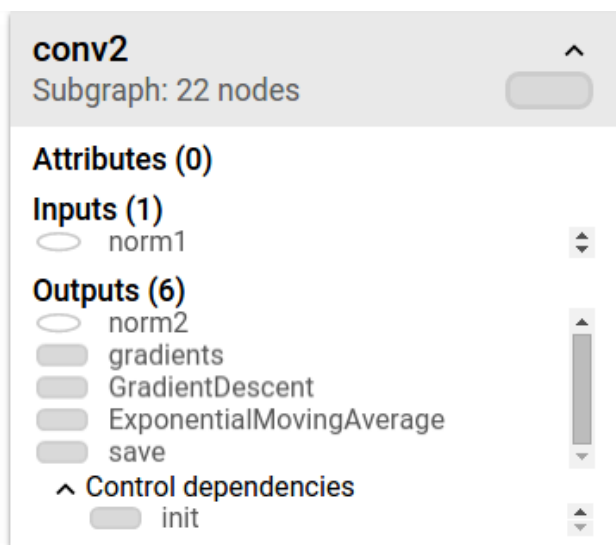 conv2
Subgraph: 22 nodes
Attributes (0)
Inputs (1)
norm1
Outputs (6)
norm2
gradients
GradientDescent
ExponentialMovingAverage
save
Control dependencies
init